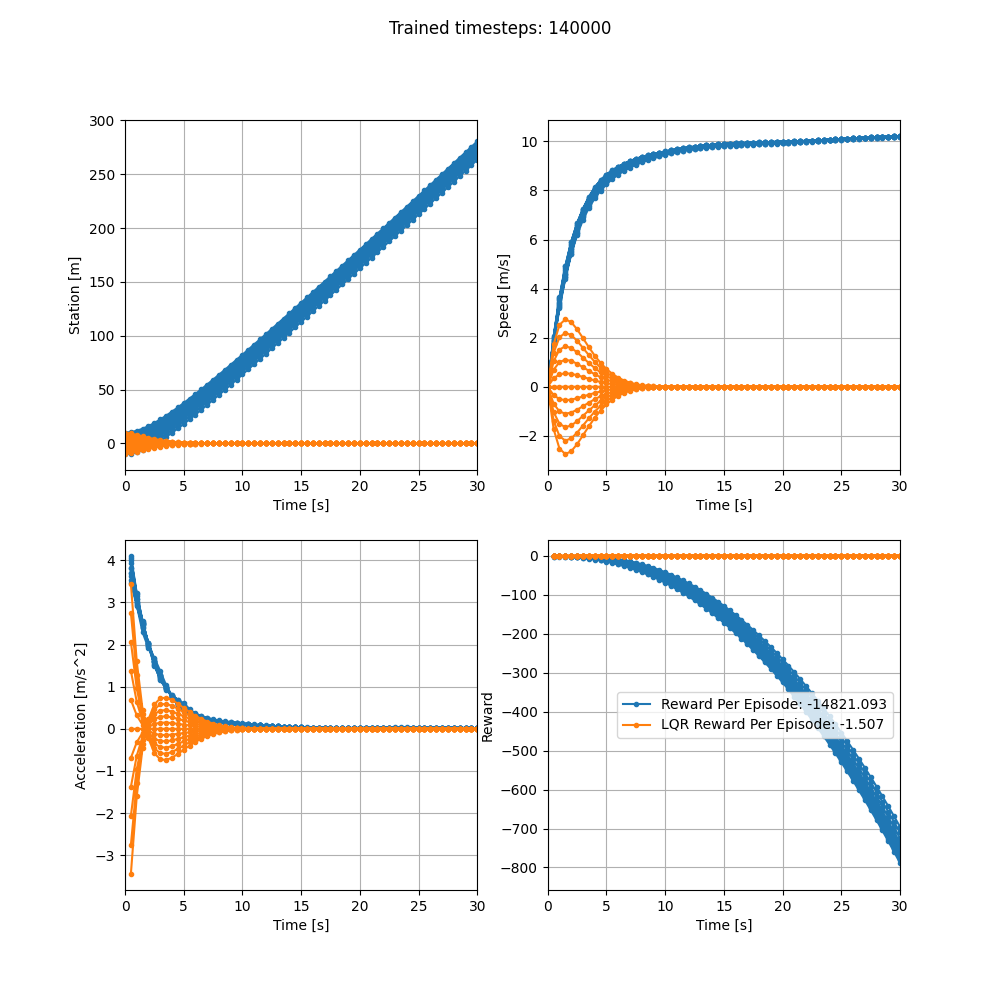 Trained timesteps: 140000
300
250
200
150
100
50
0
Station [m]
0 5 10 15 20 25 30
Time [s]
10
8
6
4
2
0
−2
Speed [m/s]
0 5 10 15 20 25 30
Time [s]
4
3
2
1
0
−1
−2
−3
Acceleration [m/s^2]
0 5 10 15 20 25 30
Time [s]
0
−100
−200
−300
−400
−500
−600
−700
−800
Reward
Reward Per Episode: -14821.093
LQR Reward Per Episode: -1.507
0 5 10 15 20 25 30
Time [s]